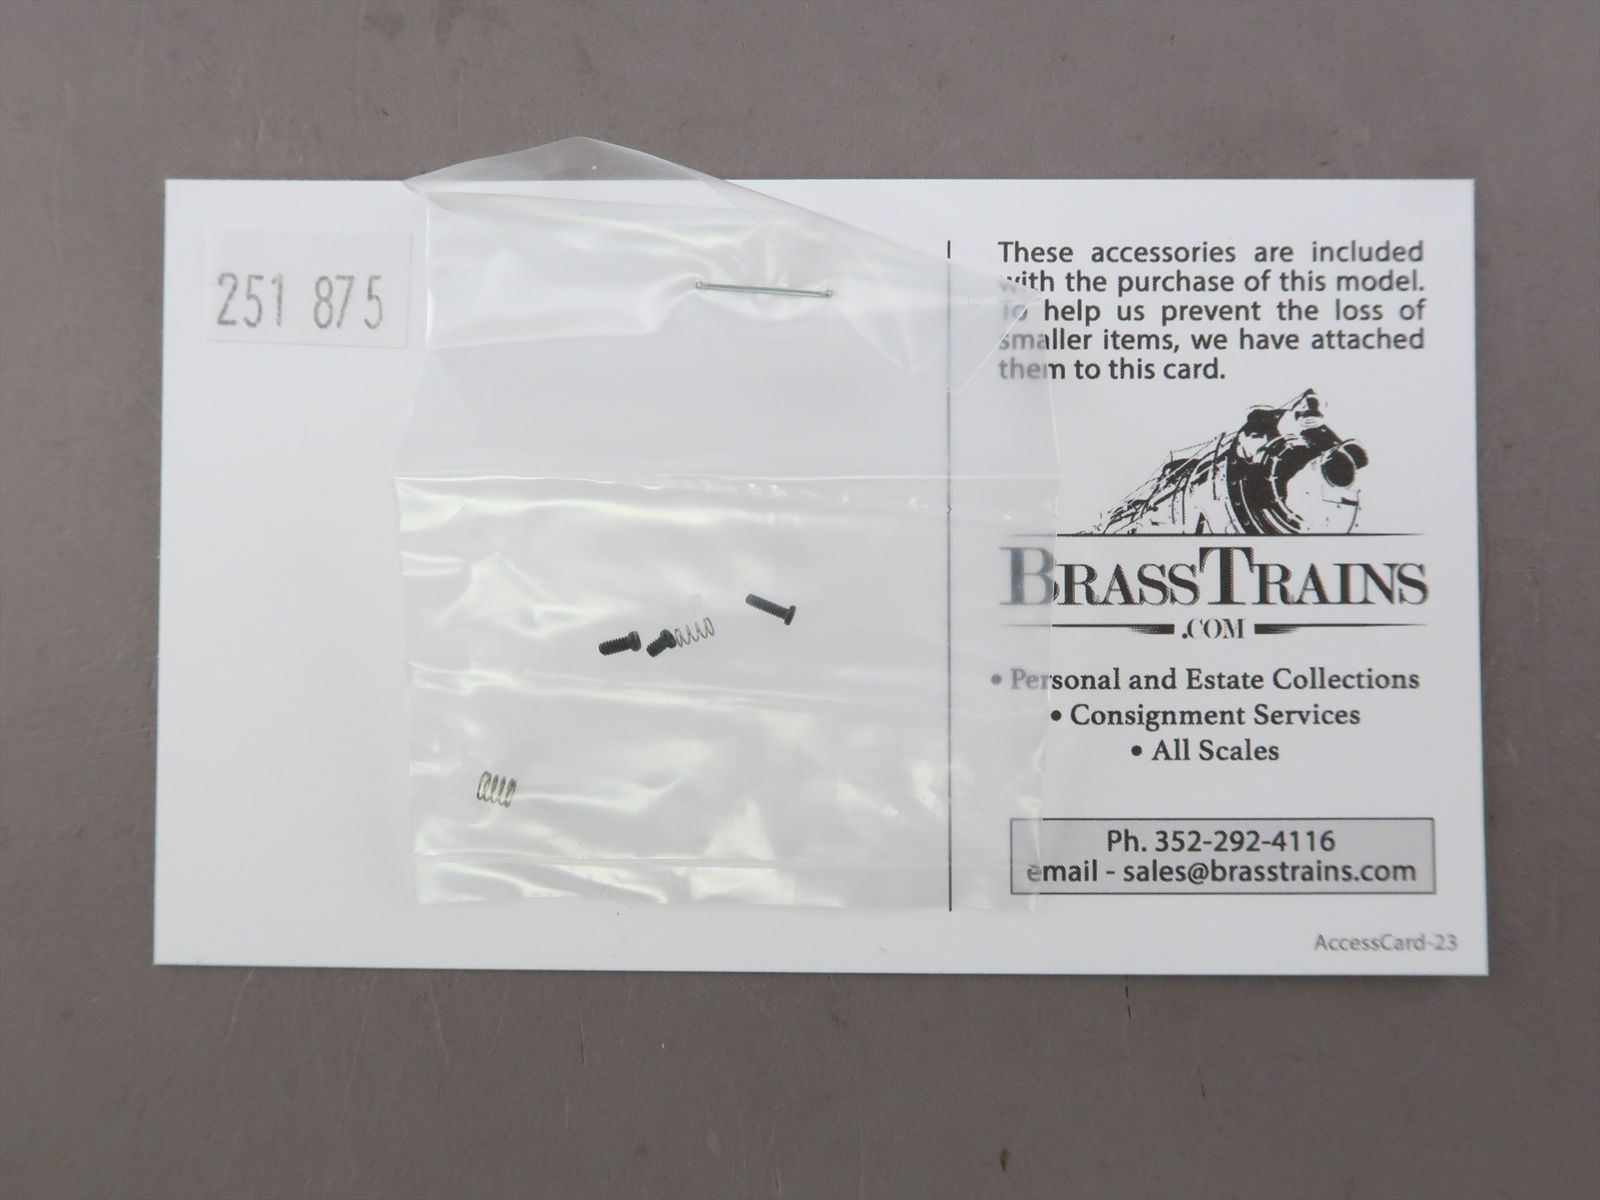 251 875
These accessories are included
with the purchase of this model.
To help us prevent the loss of
smaller items, we have attached
them to this card.
BRASSTRAINS
.COM
• Personal and Estate Collections
• Consignment Services
• All Scales
Ph. 352-292-4116
email - sales@brasstrains.com
AccessCard-23